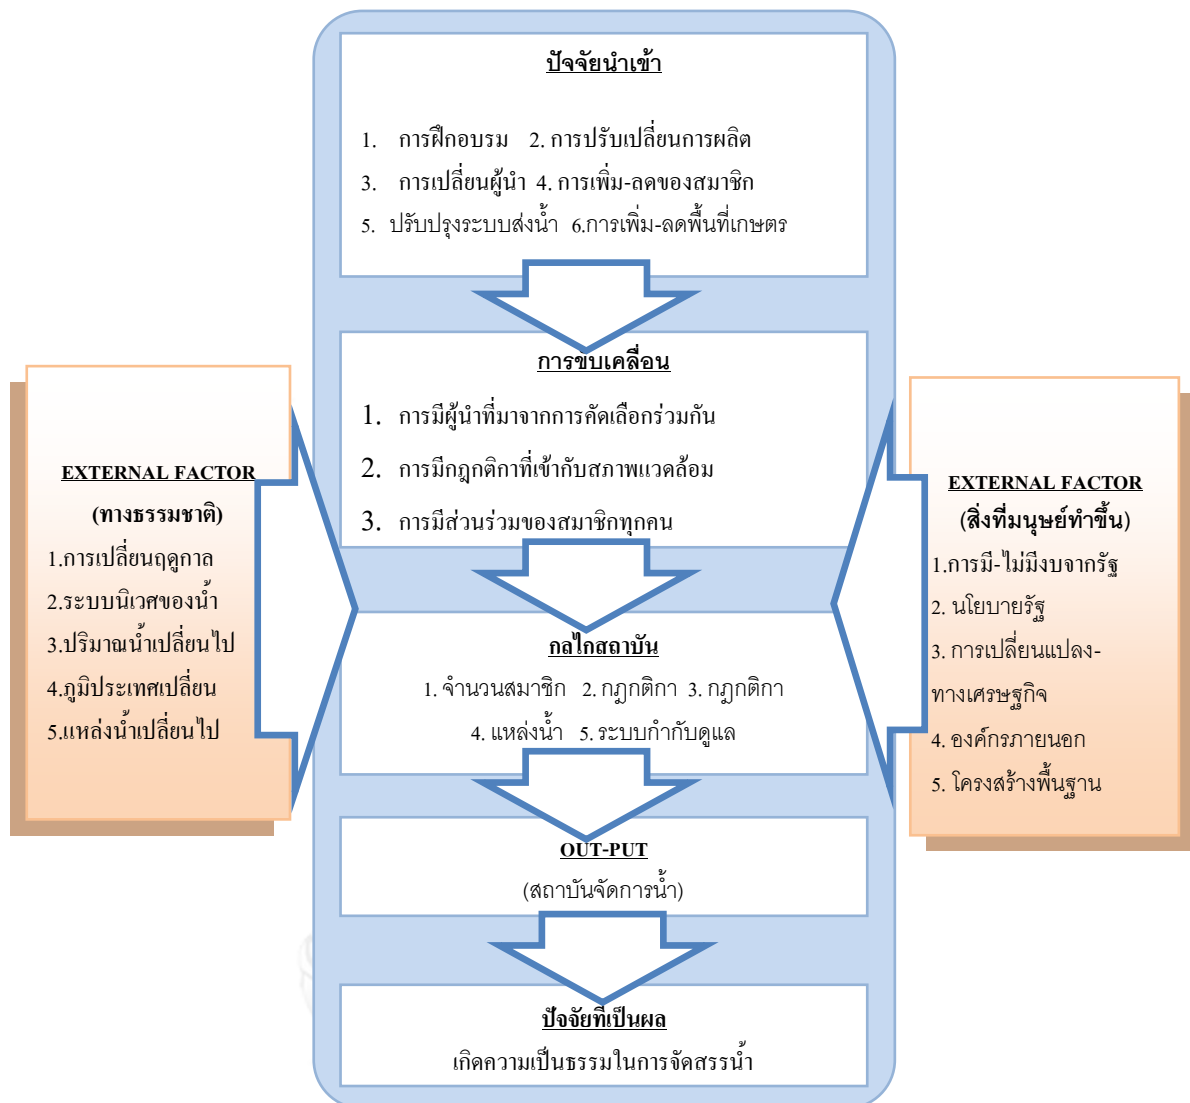 ปัจจัยนำเข้า
1. การฝึกอบรม 2. การปรับเปลี่ยนการผลิต
3. การเปลี่ยนผู้นำ 4. การเพิ่ม-ลดของสมาชิก
5. ปรับปรุงระบบส่งน้ำ 6.การเพิ่ม-ลดพื้นที่เกษตร
การขับเคลื่อน
1. การมีผู้นำที่มาจากการคัดเลือกร่วมกัน
2. การมีกฎกติกาที่เข้ากับสภาพแวดล้อม
3. การมีส่วนร่วมของสมาชิกทุกคน
EXTERNAL FACTOR
(ทางธรรมชาติ)
1.การเปลี่ยนฤดูกาล
2.ระบบนิเวศของน้ำ
3.ปริมาณน้ำเปลี่ยนไป
4.ภูมิประเทศเปลี่ยน
5.แหล่งน้ำเปลี่ยนไป
EXTERNAL FACTOR
(สิ่งที่มนุษย์ทำขึ้น)
1.การมี-ไม่มีงบจากรัฐ
2. นโยบายรัฐ
3. การเปลี่ยนแปลง-
ทางเศรษฐกิจ
4. องค์กรภายนอก
5. โครงสร้างพื้นฐาน
กลไกสถาบัน
1. จำนวนสมาชิก 2. กฎกติกา 3. กฎกติกา
4. แหล่งน้ำ 5. ระบบกำกับดูแล
OUT-PUT
(สถาบันจัดการน้ำ)
ปัจจัยที่เป็นผล
เกิดความเป็นธรรมในการจัดสรรน้ำ